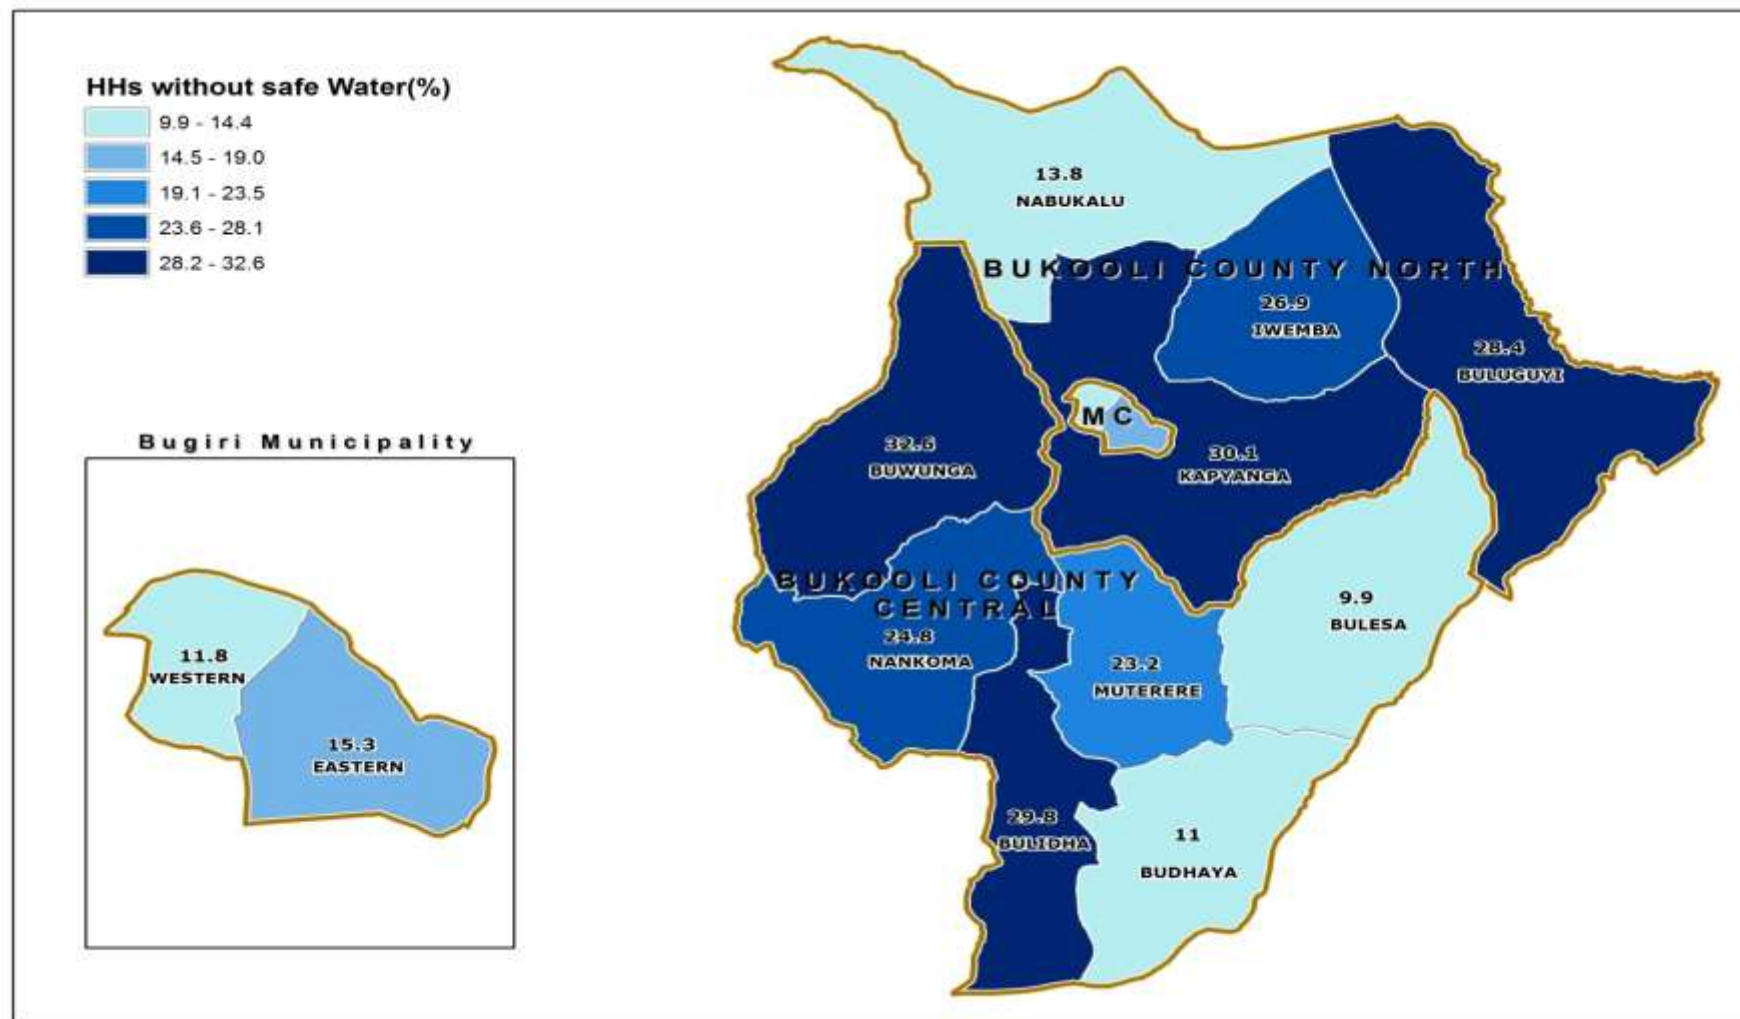 HHs without safe Water(%)
9.9 - 14.4
14.5 - 19.0
19.1 - 23.5
23.6 - 28.1
28.2 - 32.6
13.8
NABUKALU
BUKOOLI COUNTY NORTH
26.9
IWEMBA
28.4
BULUGUYI
M C
32.6
BUWUNGA
30.1
KAPYANGA
BUKOOLI COUNTY
CENTRAL
24.8
NANKOMA
23.2
MUTERERE
9.9
BULESA
29.8
BULIDHA
11
BUDHAYA
Bugiri Municipality
11.8
WESTERN
15.3
EASTERN